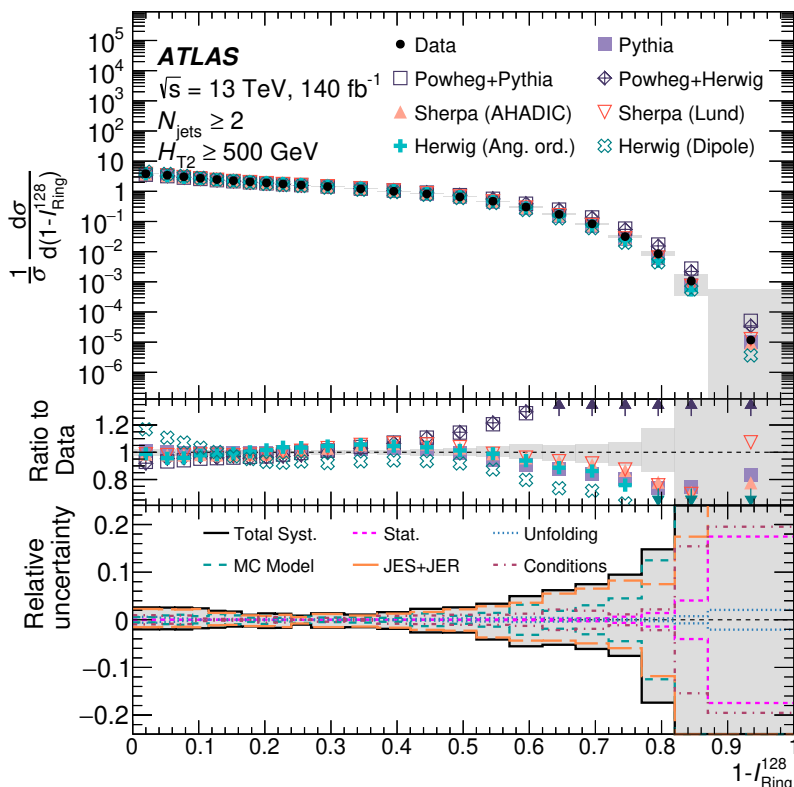 ATLAS
√s = 13 TeV, 140 fb⁻¹
N_jets ≥ 2
H_T2 ≥ 500 GeV
Data
Pythia
Powheg+Pythia
Powheg+Herwig
Sherpa (AHADIC)
Sherpa (Lund)
Herwig (Ang. ord.)
Herwig (Dipole)
1/σ dσ/d(1-I_Ring^128)
10⁵
10⁴
10³
10²
10
1
10⁻¹
10⁻²
10⁻³
10⁻⁴
10⁻⁵
10⁻⁶
Ratio to
Data
1.2
1
0.8
Relative
uncertainty
0.2
0.1
0
−0.1
−0.2
Total Syst.
Stat.
Unfolding
MC Model
JES+JER
Conditions
0 0.1 0.2 0.3 0.4 0.5 0.6 0.7 0.8 0.9 1
1-I_Ring^128